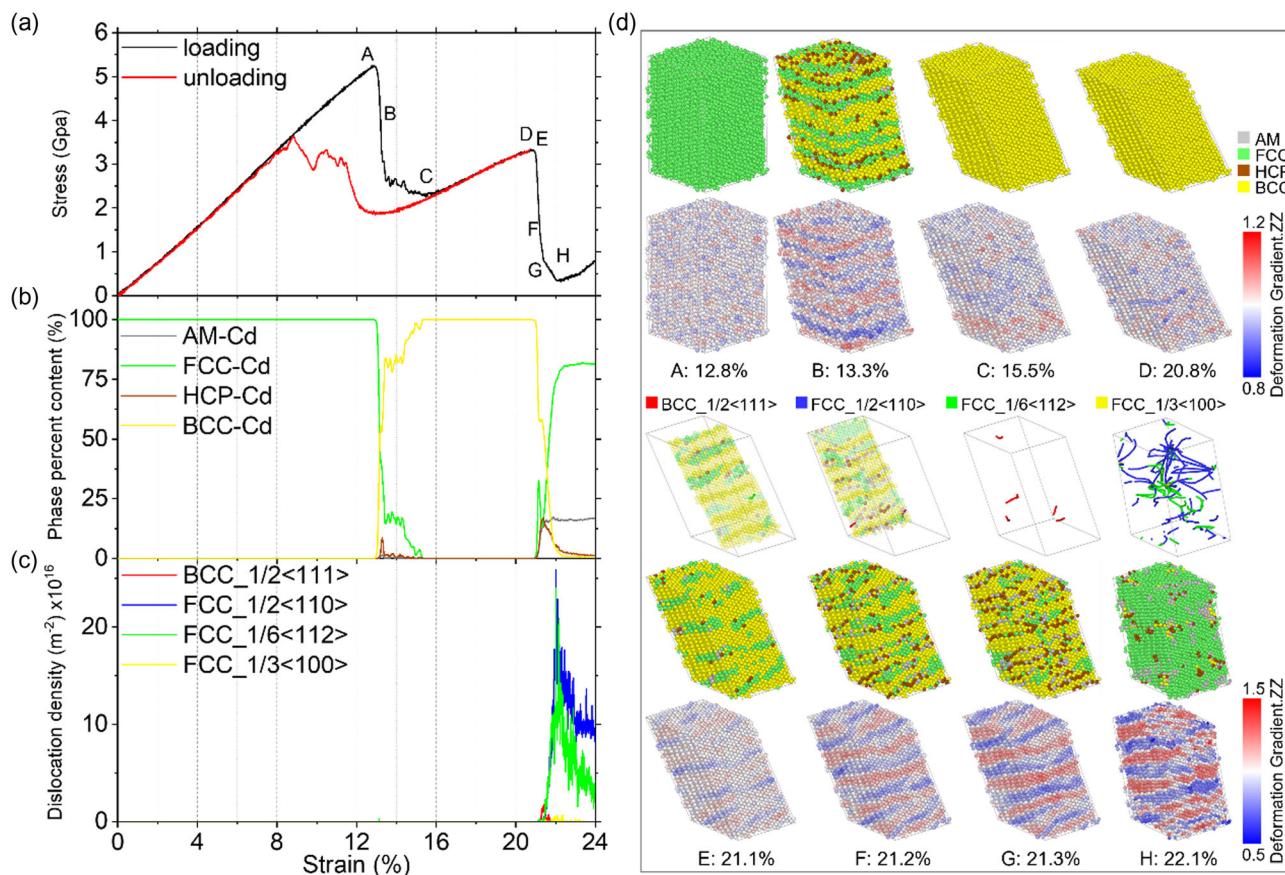 (a)
6
5
4
3
2
1
0
Stress (Gpa)
loading
unloading
A
B
C
D E
F
G H
(b)
100
75
50
25
0
Phase percent content (%)
AM-Cd
FCC-Cd
HCP-Cd
BCC-Cd
(c)
20
10
0
Dislocation density (m⁻²) x10¹⁶
BCC_1/2<111>
FCC_1/2<110>
FCC_1/6<112>
FCC_1/3<100>
0 4 8 12 16 20 24
Strain (%)
(d)
AM
FCC
HCP
BCC
1.2
Deformation Gradient.ZZ
0.8
A: 12.8% B: 13.3% C: 15.5% D: 20.8%
BCC_1/2<111> FCC_1/2<110> FCC_1/6<112> FCC_1/3<100>
1.5
Deformation Gradient.ZZ
0.5
E: 21.1% F: 21.2% G: 21.3% H: 22.1%